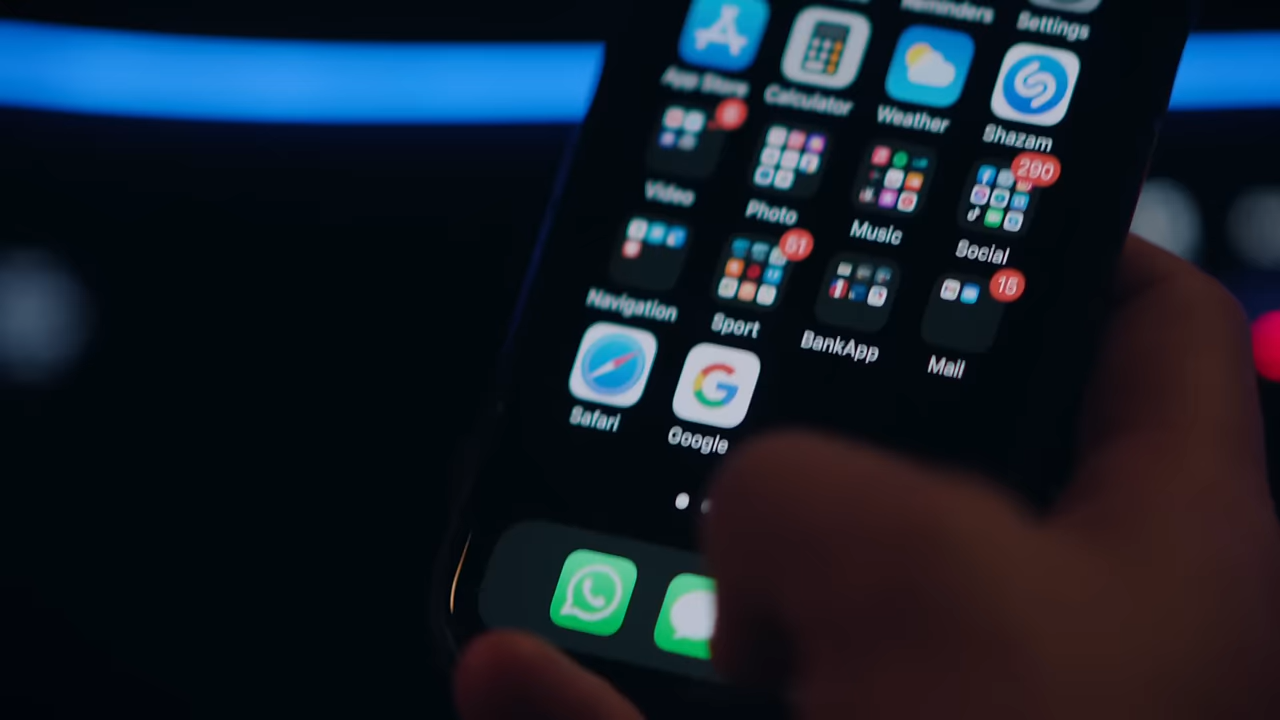 Reminders
Settings
App Store
Calculator
Weather
Shazam
Video
Photo
Music
290
Social
Navigation
61
Sport
BankApp
15
Mail
Safari
G
Google